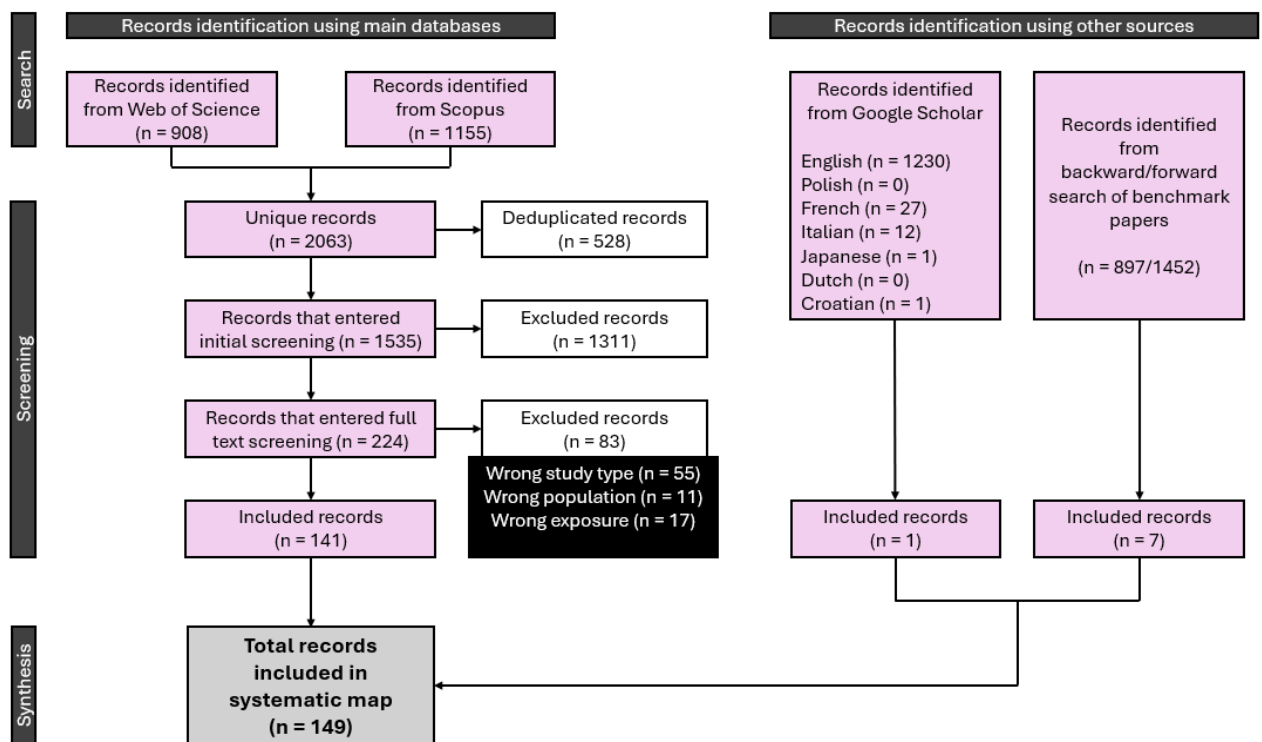 Search
Records identification using main databases
Records identification using other sources
Records identified
from Web of Science
(n = 908)
Records identified
from Scopus
(n = 1155)
Records identified
from Google Scholar
English (n = 1230)
Polish (n = 0)
French (n = 27)
Italian (n = 12)
Japanese (n = 1)
Dutch (n = 0)
Croatian (n = 1)
Records identified
from
backward/forward
search of benchmark
papers
(n = 897/1452)
Screening
Unique records
(n = 2063)
Deduplicated records
(n = 528)
Records that entered
initial screening (n = 1535)
Excluded records
(n = 1311)
Records that entered full
text screening (n = 224)
Excluded records
(n = 83)
Wrong study type (n = 55)
Wrong population (n = 11)
Wrong exposure (n = 17)
Included records
(n = 141)
Included records
(n = 1)
Included records
(n = 7)
Synthesis
Total records
included in
systematic map
(n = 149)